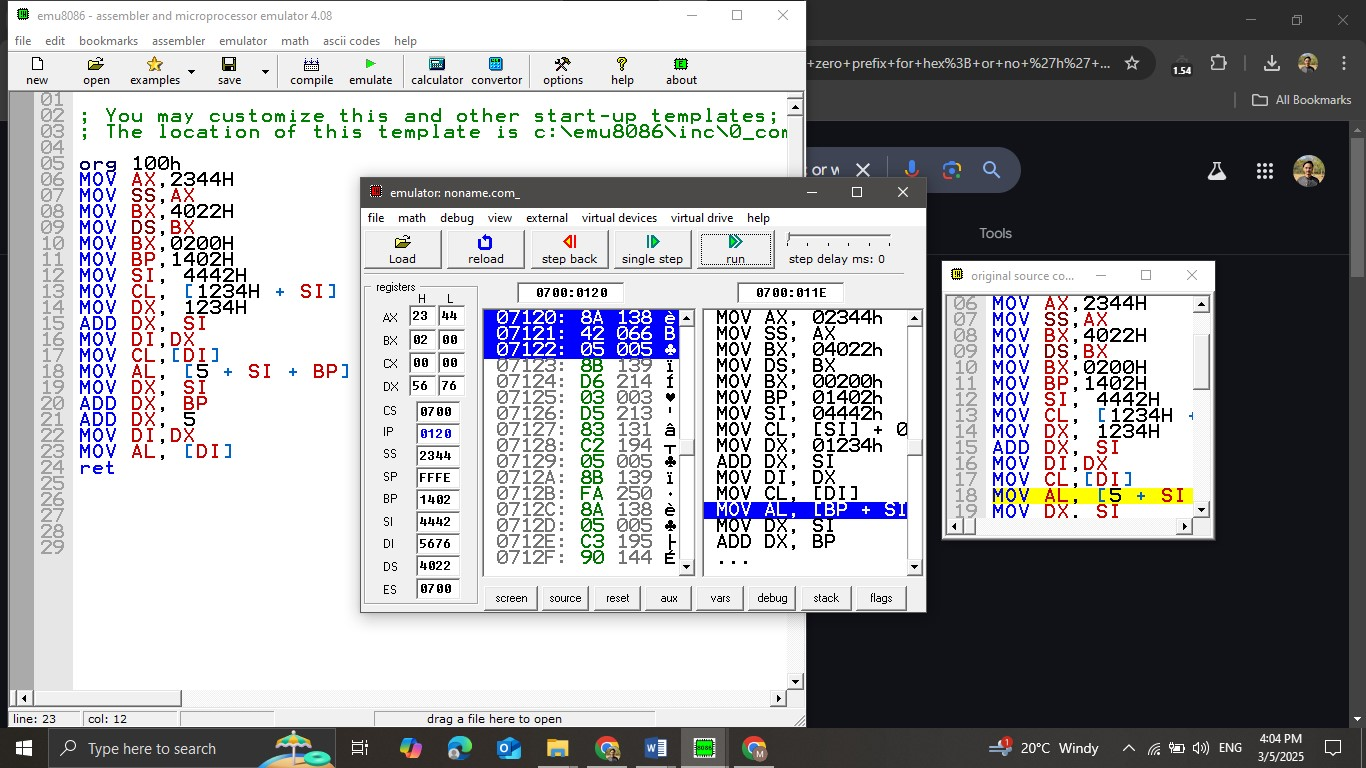 emu8086 - assembler and microprocessor emulator 4.08
file edit bookmarks assembler emulator math ascii codes help
new open examples save compile emulate calculator convertor options help about
01
02 ; You may customize this and other start-up templates;
03 ; The location of this template is c:\emu8086\inc\0_com
04
05 org 100h
06 MOV AX,2344H
07 MOV SS,AX
08 MOV BX,4022H
09 MOV DS,BX
10 MOV BX,0200H
11 MOV BP,1402H
12 MOV SI, 4442H
13 MOV CL, [1234H + SI]
14 MOV DX, 1234H
15 ADD DX, SI
16 MOV DI,DX
17 MOV CL,[DI]
18 MOV AL, [5 + SI + BP]
19 MOV DX, SI
20 ADD DX, BP
21 ADD DX, 5
22 MOV DI,DX
23 MOV AL, [DI]
24 ret
25
26
27
28
29
line: 23 col: 12 drag a file here to open
emulator: noname.com_
file math debug view external virtual devices virtual drive help
Load reload step back single step run step delay ms: 0
registers
H L
AX 23 44
BX 02 00
CX 00 00
DX 56 76
CS 0700
IP 0120
SS 2344
SP FFFE
BP 1402
SI 4442
DI 5676
DS 4022
ES 0700
0700:0120
07120: 8A 138 è
07121: 42 066 B
07122: 05 005 ♣
07123: 8B 139 ï
07124: D6 214
07125: 03 003 ♥
07126: D5 213
07127: 83 131 â
07128: C2 194 ┬
07129: 05 005 ♣
0712A: 8B 139 ï
0712B: FA 250 ·
0712C: 8A 138 è
0712D: 05 005 ♣
0712E: C3 195 ├
0712F: 90 144 É
0700:011E
MOV AX, 02344h
MOV SS, AX
MOV BX, 04022h
MOV DS, BX
MOV BX, 00200h
MOV BP, 01402h
MOV SI, 04442h
MOV CL, [SI] + 0
MOV DX, 01234h
ADD DX, SI
MOV DI, DX
MOV CL, [DI]
MOV AL, [BP + SI
MOV DX, SI
ADD DX, BP
...
screen source reset aux vars debug stack flags
original source co...
06 MOV AX,2344H
07 MOV SS,AX
08 MOV BX,4022H
09 MOV DS,BX
10 MOV BX,0200H
11 MOV BP,1402H
12 MOV SI, 4442H
13 MOV CL, [1234H +
14 MOV DX, 1234H
15 ADD DX, SI
16 MOV DI,DX
17 MOV CL,[DI]
18 MOV AL, [5 + SI
19 MOV DX, SI
+zero+prefix+for+hex%3B+or+no+%27h%27+...
1.54
All Bookmarks
or w
Tools
Type here to search
20°C Windy
ENG
4:04 PM
3/5/2025